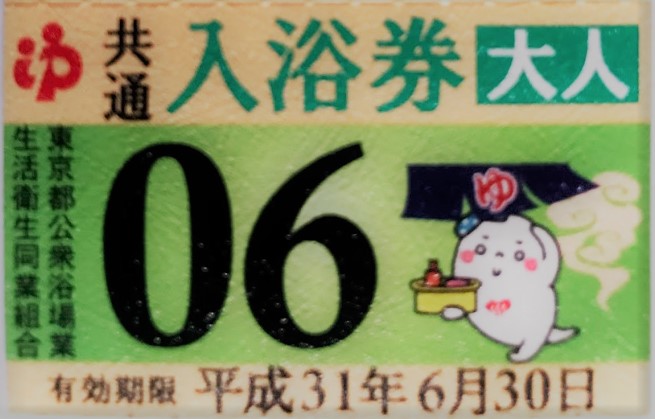 ゆ
共通
入浴券
大人
東京都公衆浴場業
生活衛生同業組合
06
ゆ
ゆ
有効期限 平成31年6月30日